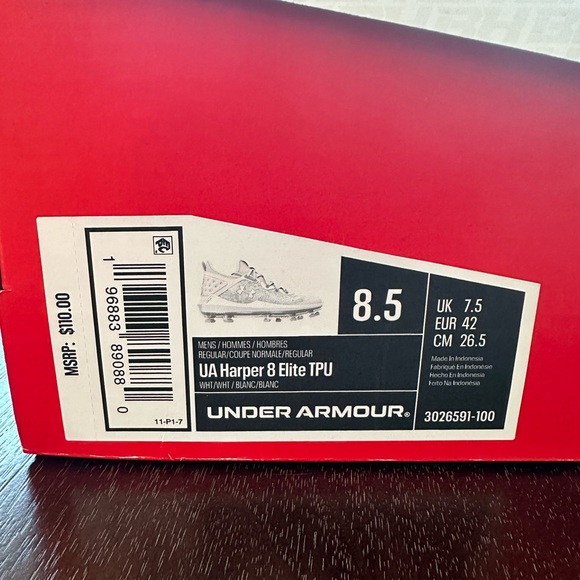 MSRP: $110.00
1 96883 89088 0
11-P1-7
8.5
UK 7.5
EUR 42
CM 26.5
MENS / HOMMES / HOMBRES
REGULAR/COUPE NORMALE/REGULAR
UA Harper 8 Elite TPU
WHT/WHT / BLANC/BLANC
Made In Indonesia
Fabriqué En Indonésie
Hecho En Indonesia
Feito Na Indonésia
UNDER ARMOUR®
3026591-100